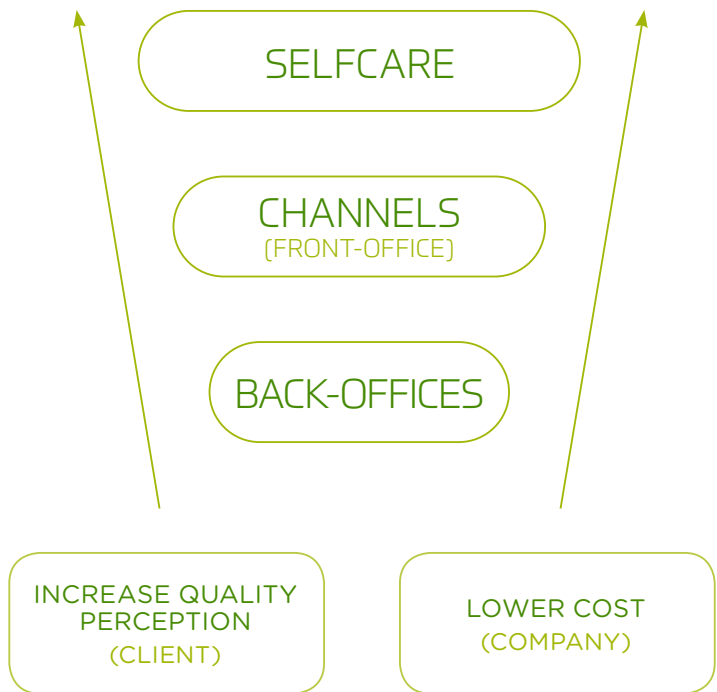 SELFCARE
CHANNELS
(FRONT-OFFICE)
BACK-OFFICES
INCREASE QUALITY
PERCEPTION
(CLIENT)
LOWER COST
(COMPANY)